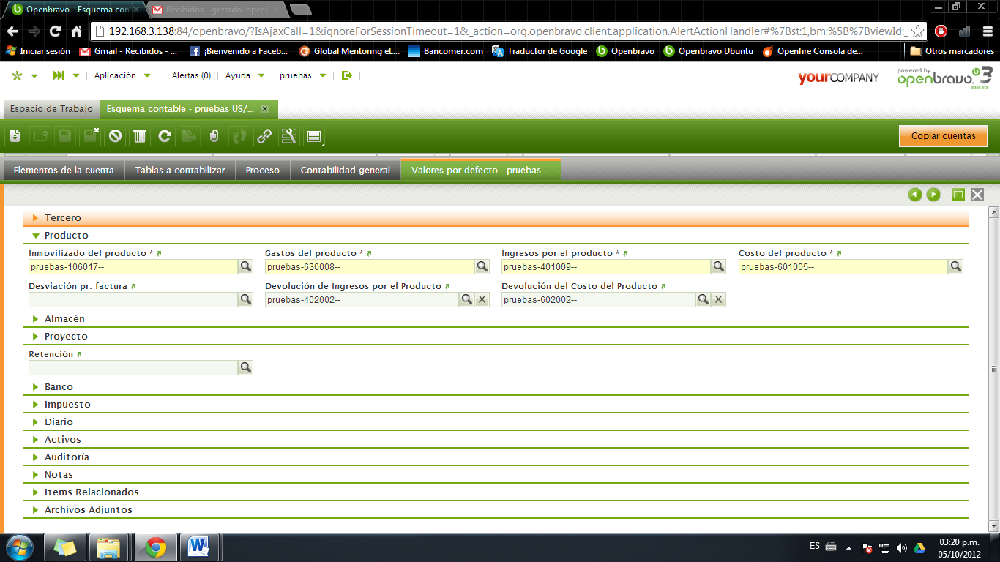 Openbravo - Esquema con
Recibidos - gerardo.lopez
192.168.3.138:84/openbravo/?IsAjaxCall=1&ignoreForSessionTimeout=1&_action=org.openbravo.client.application.AlertActionHandler#%7Bst:1,bm:%5B%7BviewId:_
Iniciar sesión Gmail - Recibidos - ... ¡Bienvenido a Faceb... Global Mentoring eL... Bancomer.com Traductor de Google Openbravo Openbravo Ubuntu Openfire Consola de... Otros marcadores
Aplicación Alertas (0) Ayuda pruebas
yourCOMPANY
powered by
openbravo 3
agile erp
Espacio de Trabajo Esquema contable - pruebas US/...
Copiar cuentas
Elementos de la cuenta Tablas a contabilizar Proceso Contabilidad general Valores por defecto - pruebas ...
Tercero
Producto
Inmovilizado del producto * Gastos del producto * Ingresos por el producto * Costo del producto *
pruebas-106017-- pruebas-630008-- pruebas-401009-- pruebas-601005--
Desviación pr. factura Devolución de Ingresos por el Producto Devolución del Costo del Producto
pruebas-402002-- pruebas-602002--
Almacén
Proyecto
Retención
Banco
Impuesto
Diario
Activos
Auditoría
Notas
Items Relacionados
Archivos Adjuntos
ES
03:20 p.m.
05/10/2012